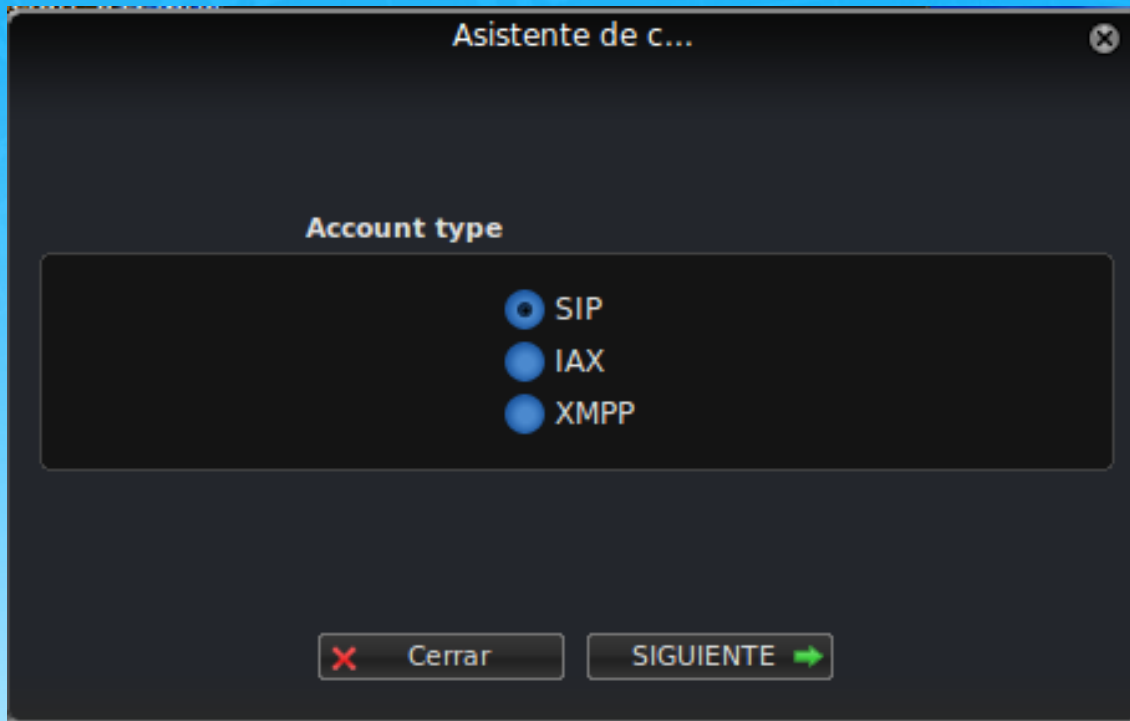 Asistente de c...
Account type
SIP
IAX
XMPP
Cerrar
SIGUIENTE